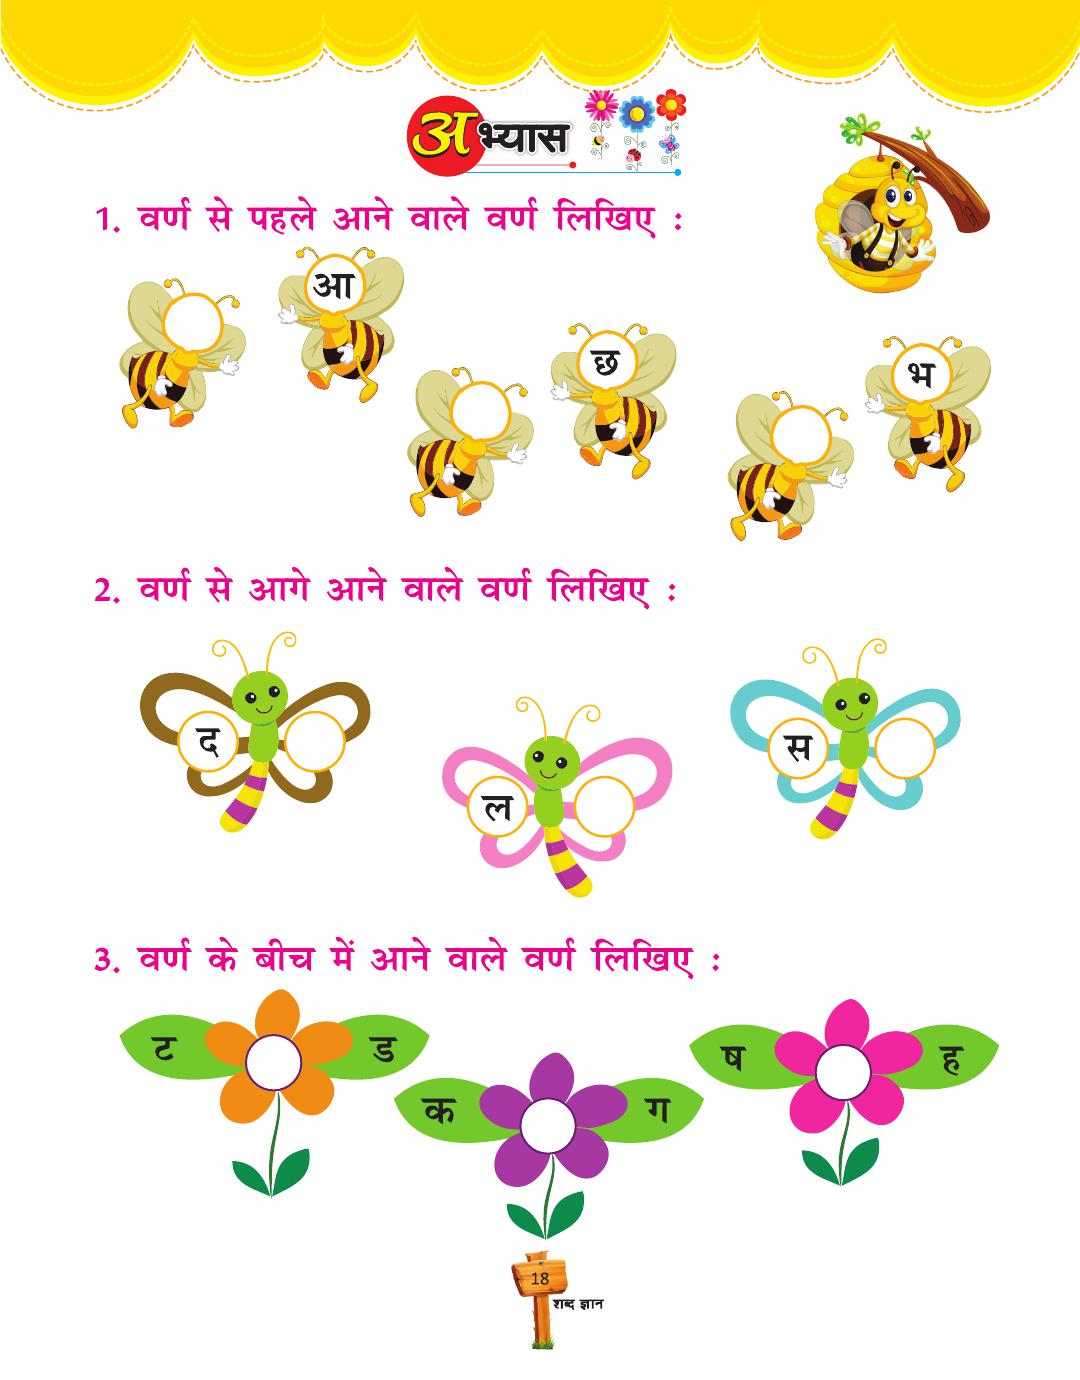 अभ्यास
1. वर्ण से पहले आने वाले वर्ण लिखिए :
आ
छ
भ
2. वर्ण से आगे आने वाले वर्ण लिखिए :
द
ल
स
3. वर्ण के बीच में आने वाले वर्ण लिखिए :
ट ड
क ग
ष ह
18
शब्द ज्ञान